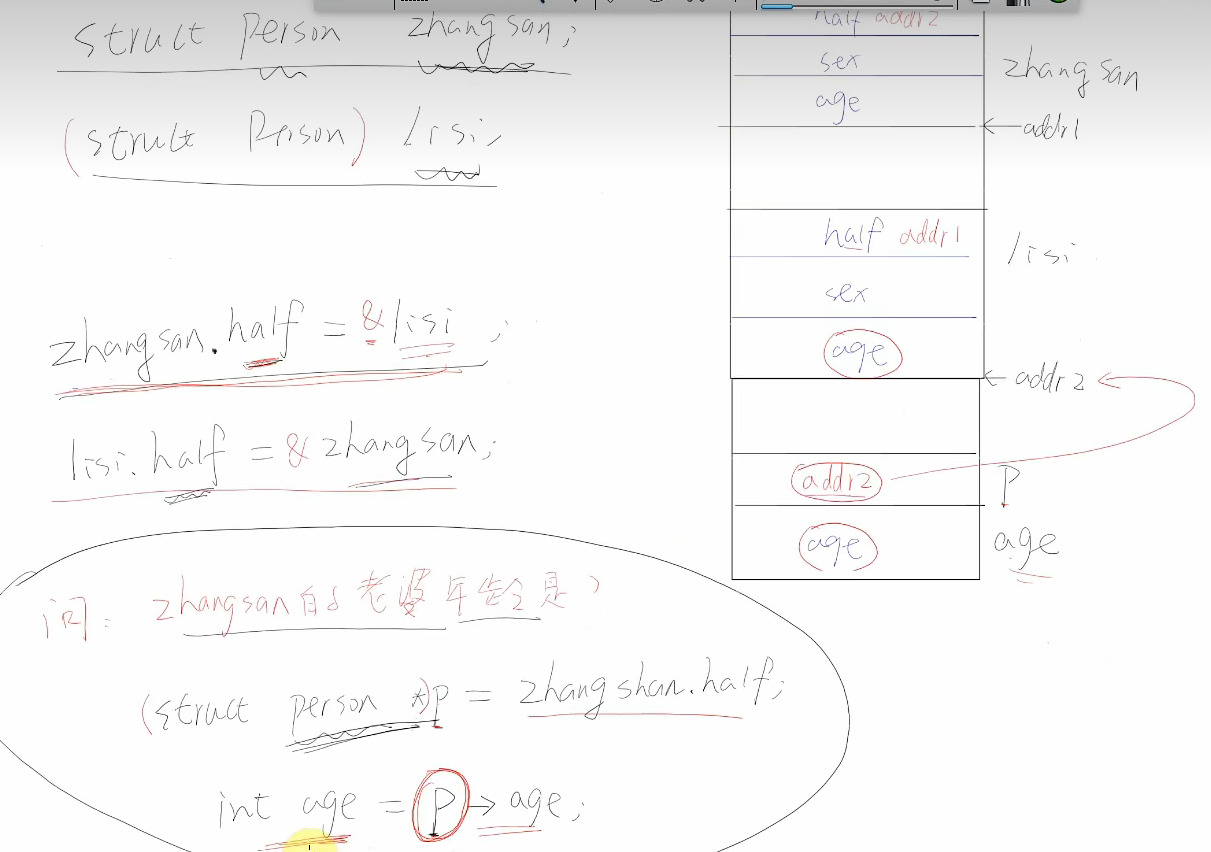 struct person zhangsan;
(struct Person) lisi;
zhangsan.half = &lisi;
lisi.half = &zhangsan;
问: zhangsan的老婆年龄是?
(struct person *)p = zhangshan.half;
int age = P→age;
half addr2
sex
age
zhangsan
←addr1
half addr1
sex
age
lisi
←addr2
addr2
P
age
age